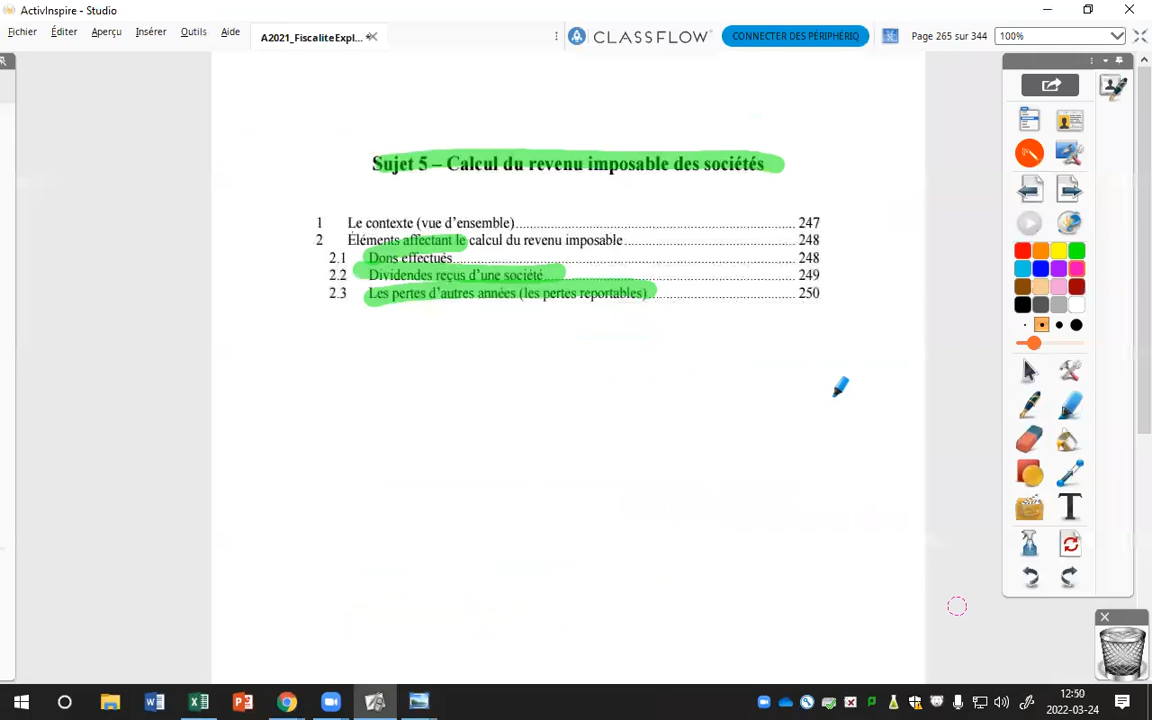 ActivInspire - Studio
Fichier Éditer Aperçu Insérer Outils Aide
A2021_FiscaliteExpl...
CLASSFLOW
CONNECTER DES PÉRIPHÉRIQ
Page 265 sur 344
100%
Sujet 5 – Calcul du revenu imposable des sociétés
1 Le contexte (vue d'ensemble) 247
2 Éléments affectant le calcul du revenu imposable 248
2.1 Dons effectués 248
2.2 Dividendes reçus d'une société 249
2.3 Les pertes d'autres années (les pertes reportables) 250
12:50
2022-03-24